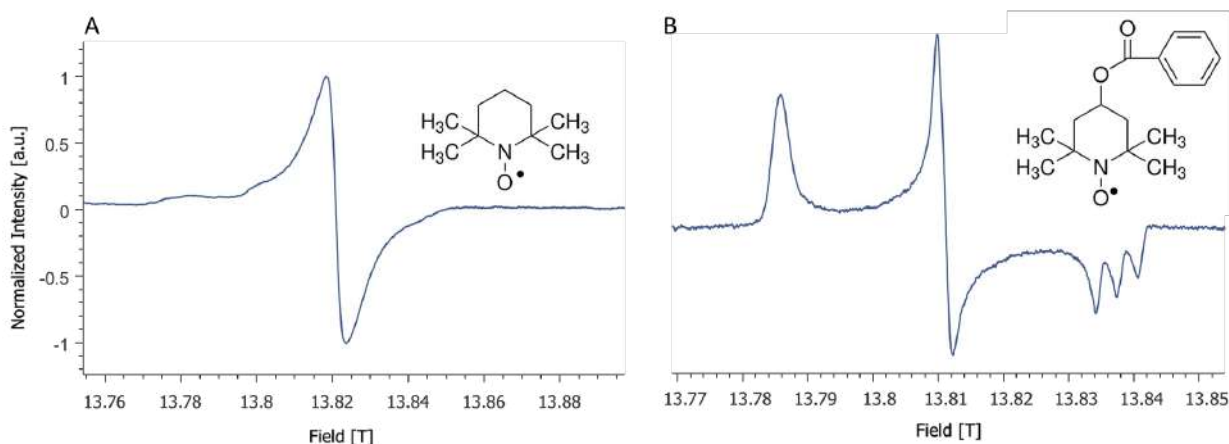 A
Normalized Intensity [a.u.]
1
0.5
0
-0.5
-1
13.76 13.78 13.8 13.82 13.84 13.86 13.88
Field [T]
H₃C CH₃
H₃C N CH₃
O•
B
O
O
H₃C CH₃
H₃C N CH₃
O•
13.77 13.78 13.79 13.8 13.81 13.82 13.83 13.84 13.85
Field [T]